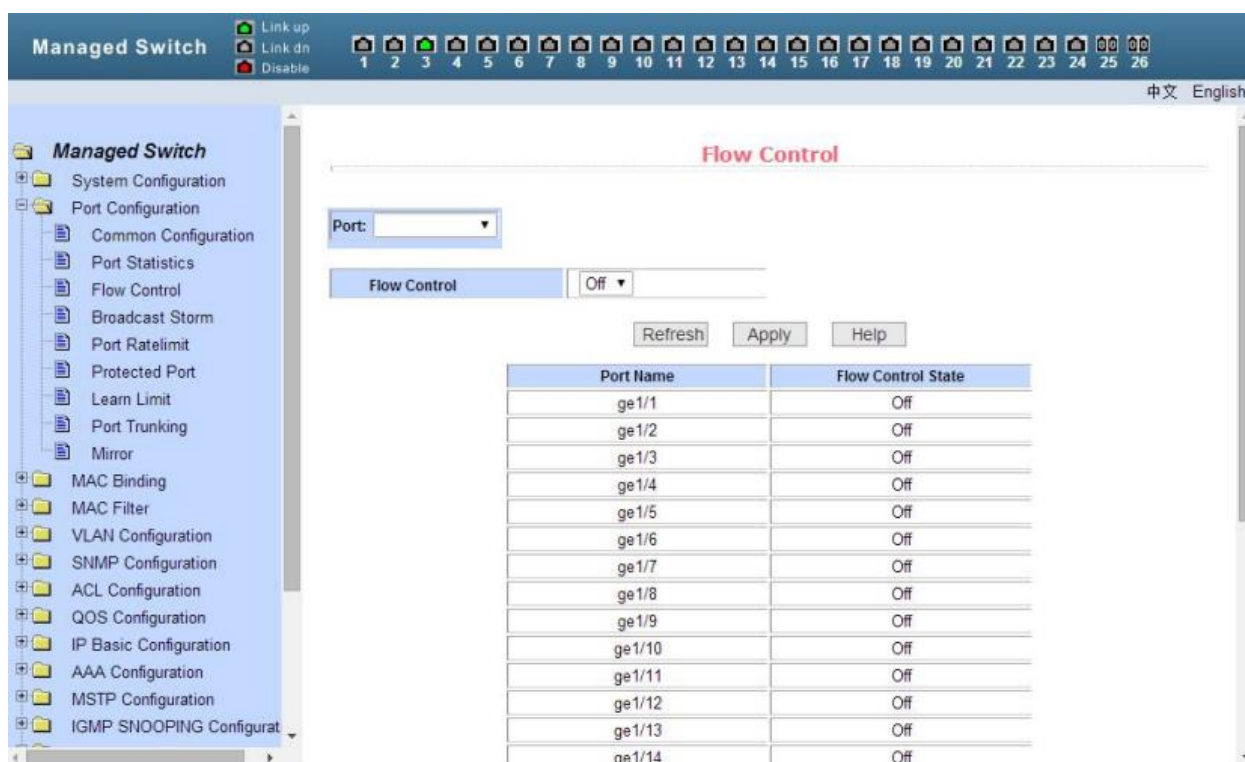 Managed Switch
Link up
Link dn
Disable
1 2 3 4 5 6 7 8 9 10 11 12 13 14 15 16 17 18 19 20 21 22 23 24 25 26
中文 English
Managed Switch
System Configuration
Port Configuration
Common Configuration
Port Statistics
Flow Control
Broadcast Storm
Port Ratelimit
Protected Port
Learn Limit
Port Trunking
Mirror
MAC Binding
MAC Filter
VLAN Configuration
SNMP Configuration
ACL Configuration
QOS Configuration
IP Basic Configuration
AAA Configuration
MSTP Configuration
IGMP SNOOPING Configurat
Flow Control
Port:
Flow Control Off
Refresh Apply Help
Port Name Flow Control State
ge1/1 Off
ge1/2 Off
ge1/3 Off
ge1/4 Off
ge1/5 Off
ge1/6 Off
ge1/7 Off
ge1/8 Off
ge1/9 Off
ge1/10 Off
ge1/11 Off
ge1/12 Off
ge1/13 Off
ge1/14 Off